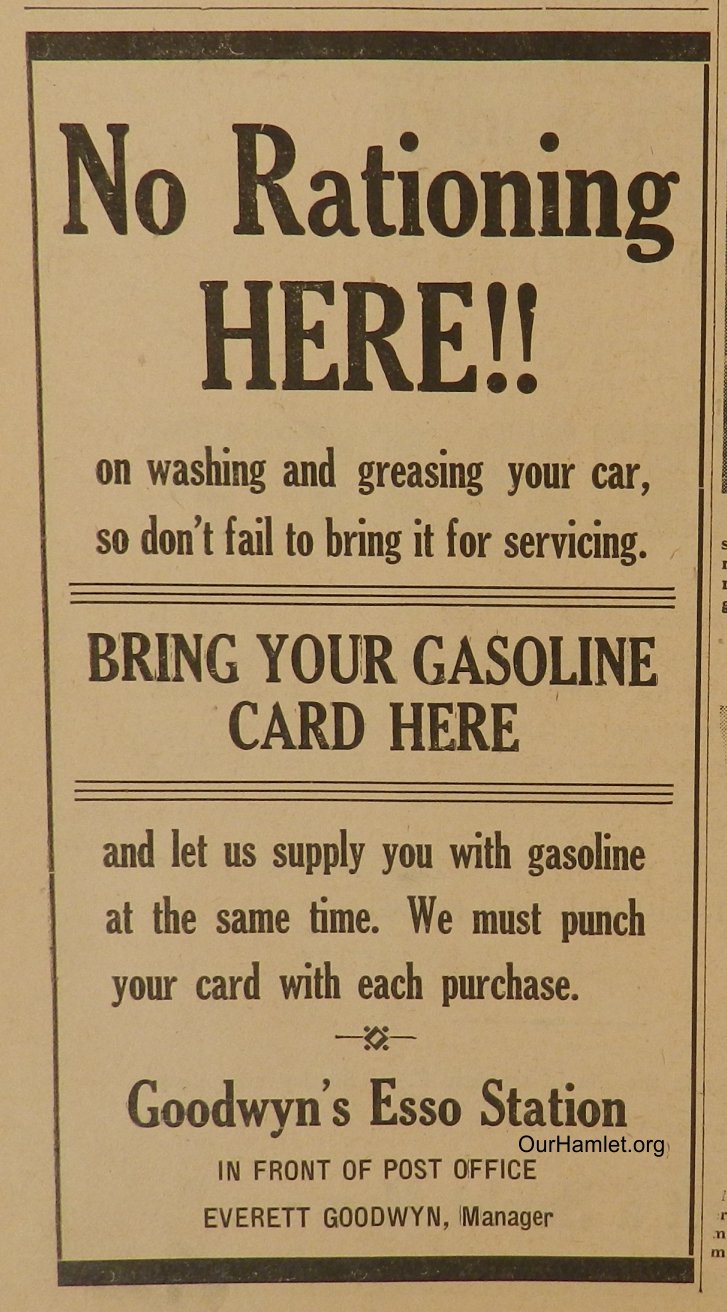 No Rationing
HERE!!
on washing and greasing your car,
so don't fail to bring it for servicing.
BRING YOUR GASOLINE
CARD HERE
and let us supply you with gasoline
at the same time. We must punch
your card with each purchase.
Goodwyn's Esso Station
OurHamlet.org
IN FRONT OF POST OFFICE
EVERETT GOODWYN, Manager